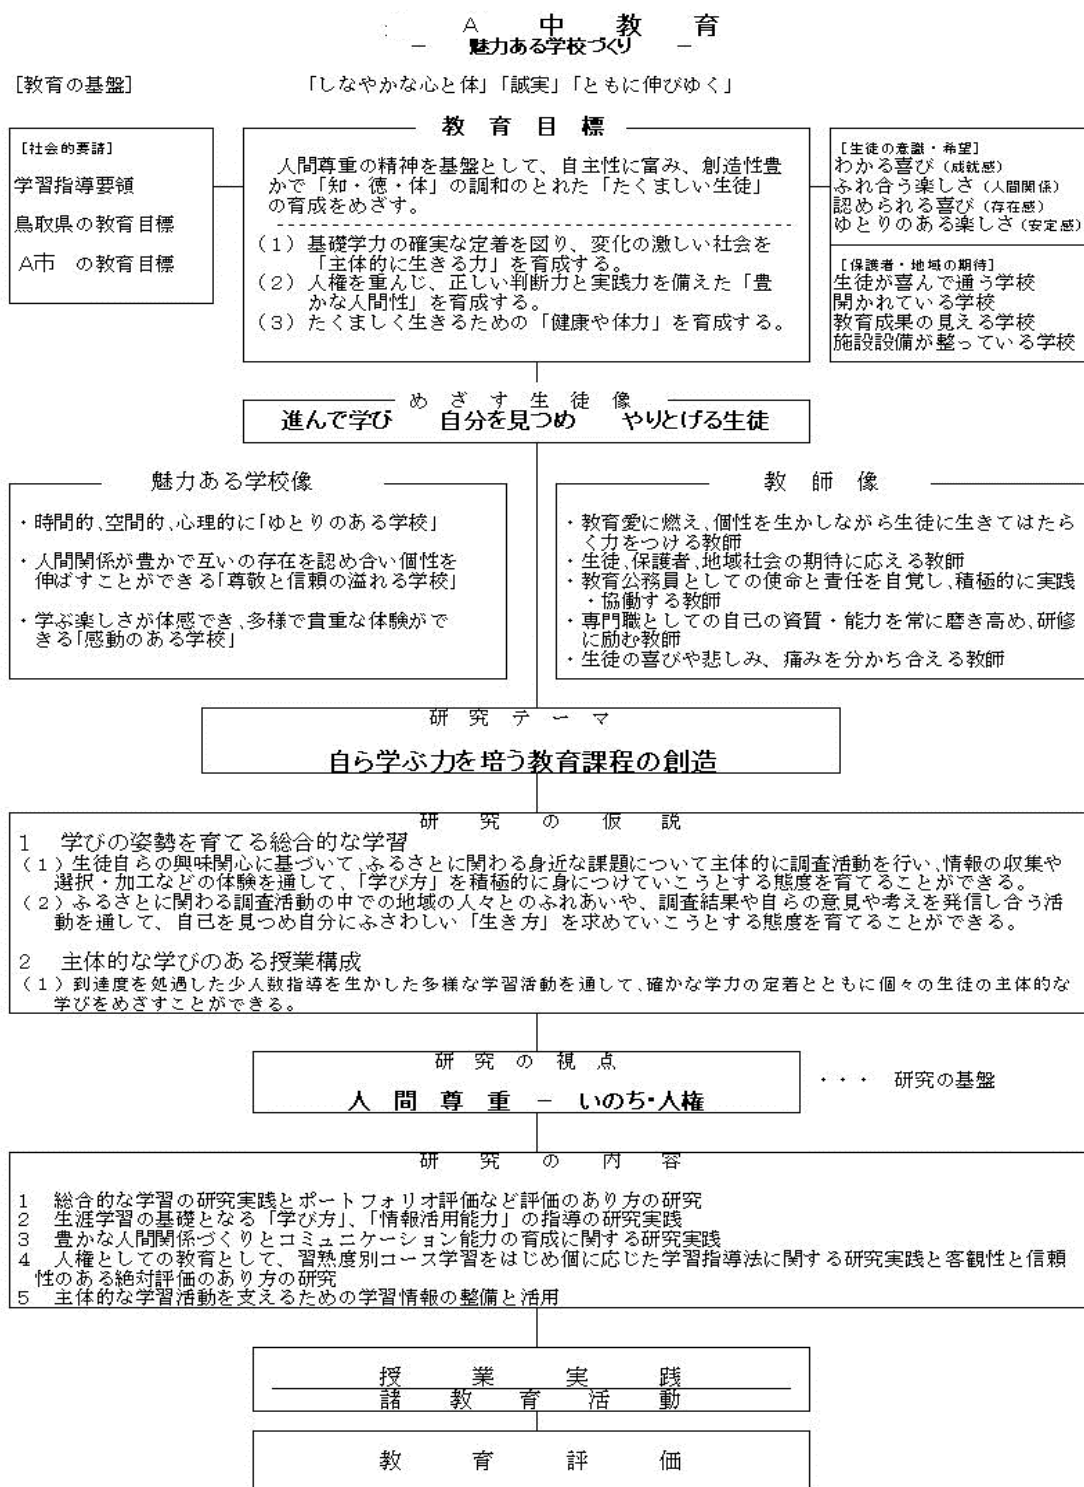 A 中 教 育
－ 魅力ある学校づくり －
[教育の基盤] 「しなやかな心と体」「誠実」「ともに伸びゆく」
[社会的要請]
学習指導要領
鳥取県の教育目標
A市 の教育目標
教 育 目 標
人間尊重の精神を基盤として、自主性に富み、創造性豊
かで「知・徳・体」の調和のとれた「たくましい生徒」
の育成をめざす。
（１）基礎学力の確実な定着を図り、変化の激しい社会を
「主体的に生きる力」を育成する。
（２）人権を重んじ、正しい判断力と実践力を備えた「豊
かな人間性」を育成する。
（３）たくましく生きるための「健康や体力」を育成する。
[生徒の意識・希望]
わかる喜び（成就感）
ふれ合う楽しさ（人間関係）
認められる喜び（存在感）
ゆとりのある楽しさ（安定感）
[保護者・地域の期待]
生徒が喜んで通う学校
開かれている学校
教育成果の見える学校
施設設備が整っている学校
め ざ す 生 徒 像
進んで学び 自分を見つめ やりとげる生徒
魅力ある学校像
・時間的、空間的、心理的に「ゆとりのある学校」
・人間関係が豊かで互いの存在を認め合い個性を
伸ばすことができる「尊敬と信頼の溢れる学校」
・学ぶ楽しさが体感でき、多様で貴重な体験がで
きる「感動のある学校」
教 師 像
・教育愛に燃え、個性を生かしながら生徒に生きてはたら
く力をつける教師
・生徒、保護者、地域社会の期待に応える教師
・教育公務員としての使命と責任を自覚し、積極的に実践
・協働する教師
・専門職としての自己の資質・能力を常に磨き高め、研修
に励む教師
・生徒の喜びや悲しみ、痛みを分かち合える教師
研 究 テ ー マ
自ら学ぶ力を培う教育課程の創造
研 究 の 仮 説
１ 学びの姿勢を育てる総合的な学習
（１）生徒自らの興味関心に基づいて、ふるさとに関わる身近な課題について主体的に調査活動を行い、情報の収集や
選択・加工などの体験を通して、「学び方」を積極的に身につけていこうとする態度を育てることができる。
（２）ふるさとに関わる調査活動の中での地域の人々とのふれあいや、調査結果や自らの意見や考えを発信し合う活
動を通して、自己を見つめ自分にふさわしい「生き方」を求めていこうとする態度を育てることができる。
２ 主体的な学びのある授業構成
（１）到達度を処遇した少人数指導を生かした多様な学習活動を通して、確かな学力の定着とともに個々の生徒の主体的な
学びをめざすことができる。
研 究 の 視 点
人 間 尊 重 － いのち・人権
・・・ 研究の基盤
研 究 の 内 容
１ 総合的な学習の研究実践とポートフォリオ評価など評価のあり方の研究
２ 生涯学習の基礎となる「学び方」、「情報活用能力」の指導の研究実践
３ 豊かな人間関係づくりとコミュニケーション能力の育成に関する研究実践
４ 人権としての教育として、習熟度別コース学習をはじめ個に応じた学習指導法に関する研究実践と客観性と信頼
性のある絶対評価のあり方の研究
５ 主体的な学習活動を支えるための学習情報の整備と活用
授 業 実 践
諸 教 育 活 動
教 育 評 価